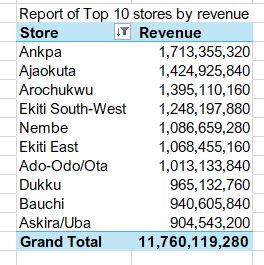 Report of Top 10 stores by revenue
Store Revenue
Ankpa 1,713,355,320
Ajaokuta 1,424,925,840
Arochukwu 1,395,110,160
Ekiti South-West 1,248,197,880
Nembe 1,086,659,280
Ekiti East 1,068,455,160
Ado-Odo/Ota 1,013,133,840
Dukku 965,132,760
Bauchi 940,605,840
Askira/Uba 904,543,200
Grand Total 11,760,119,280